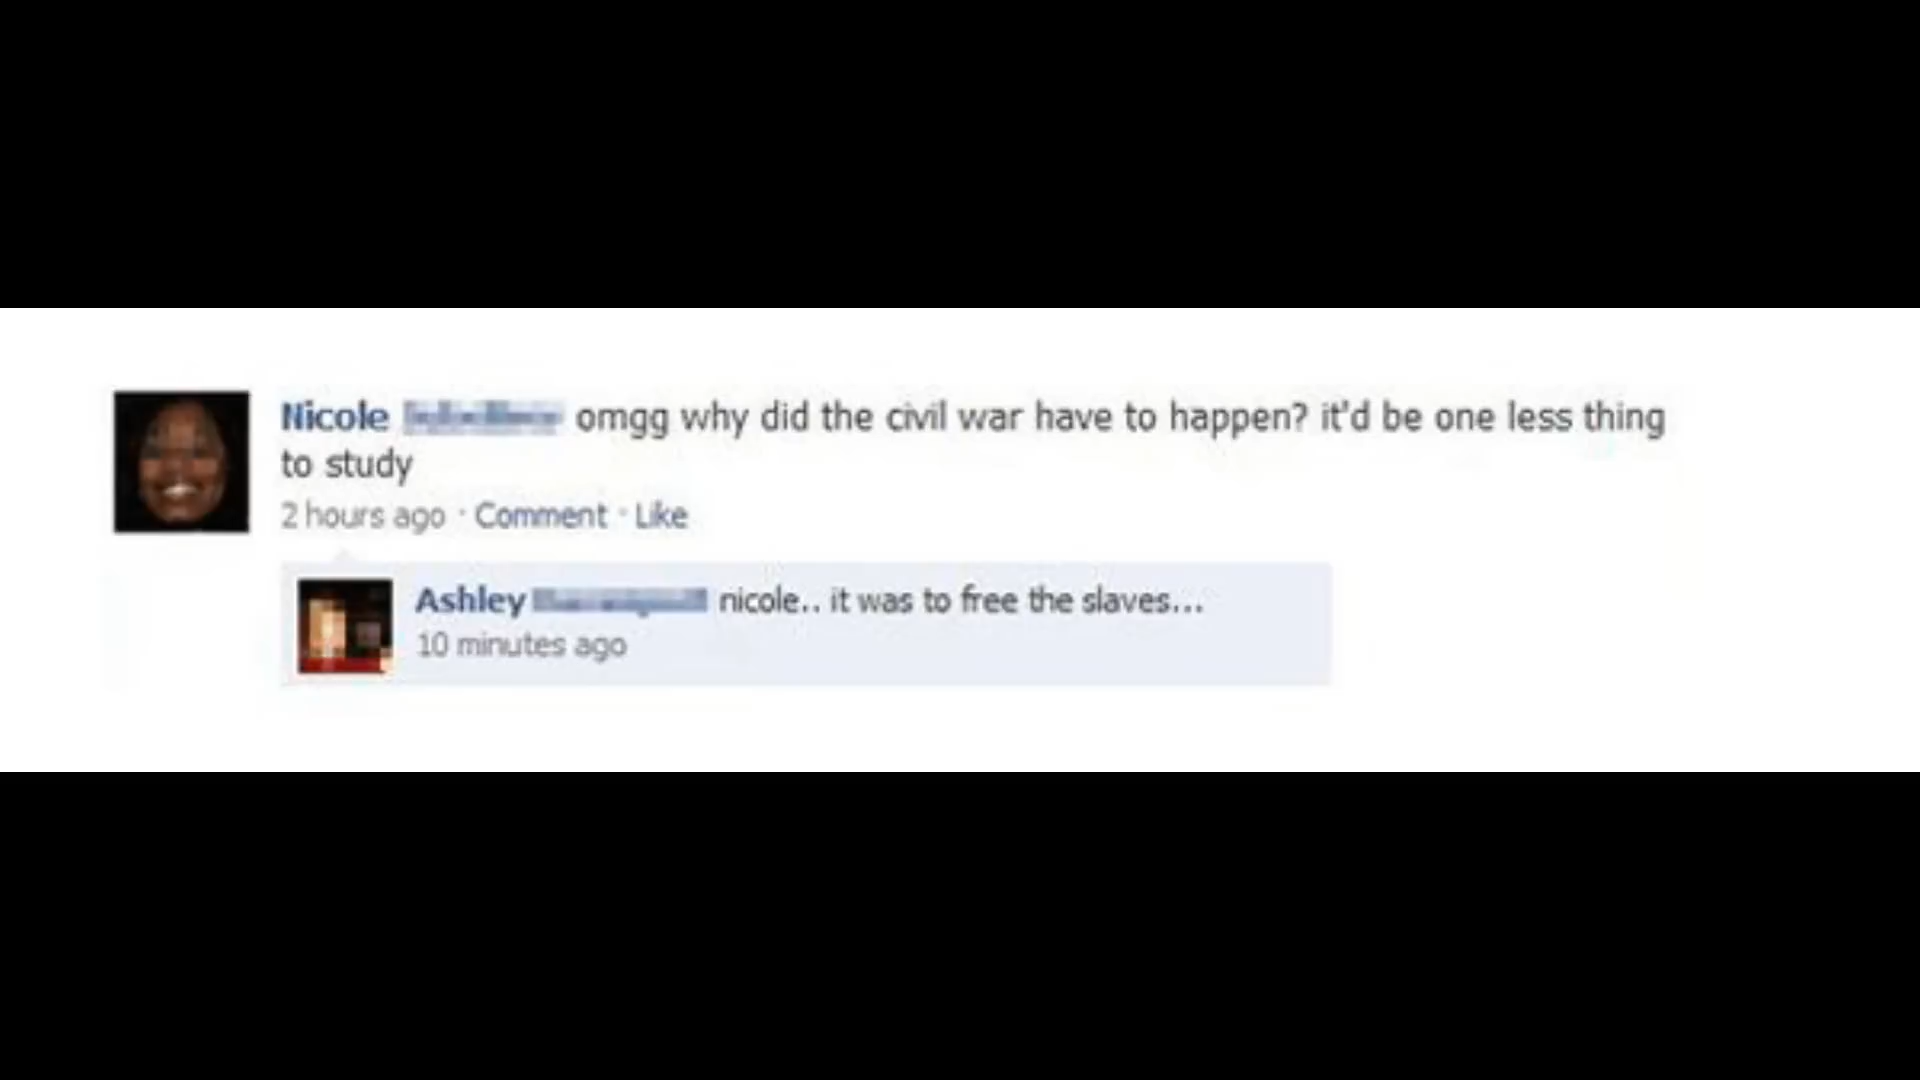 Nicole omgg why did the civil war have to happen? it'd be one less thing
to study
2 hours ago · Comment · Like
Ashley nicole.. it was to free the slaves...
10 minutes ago